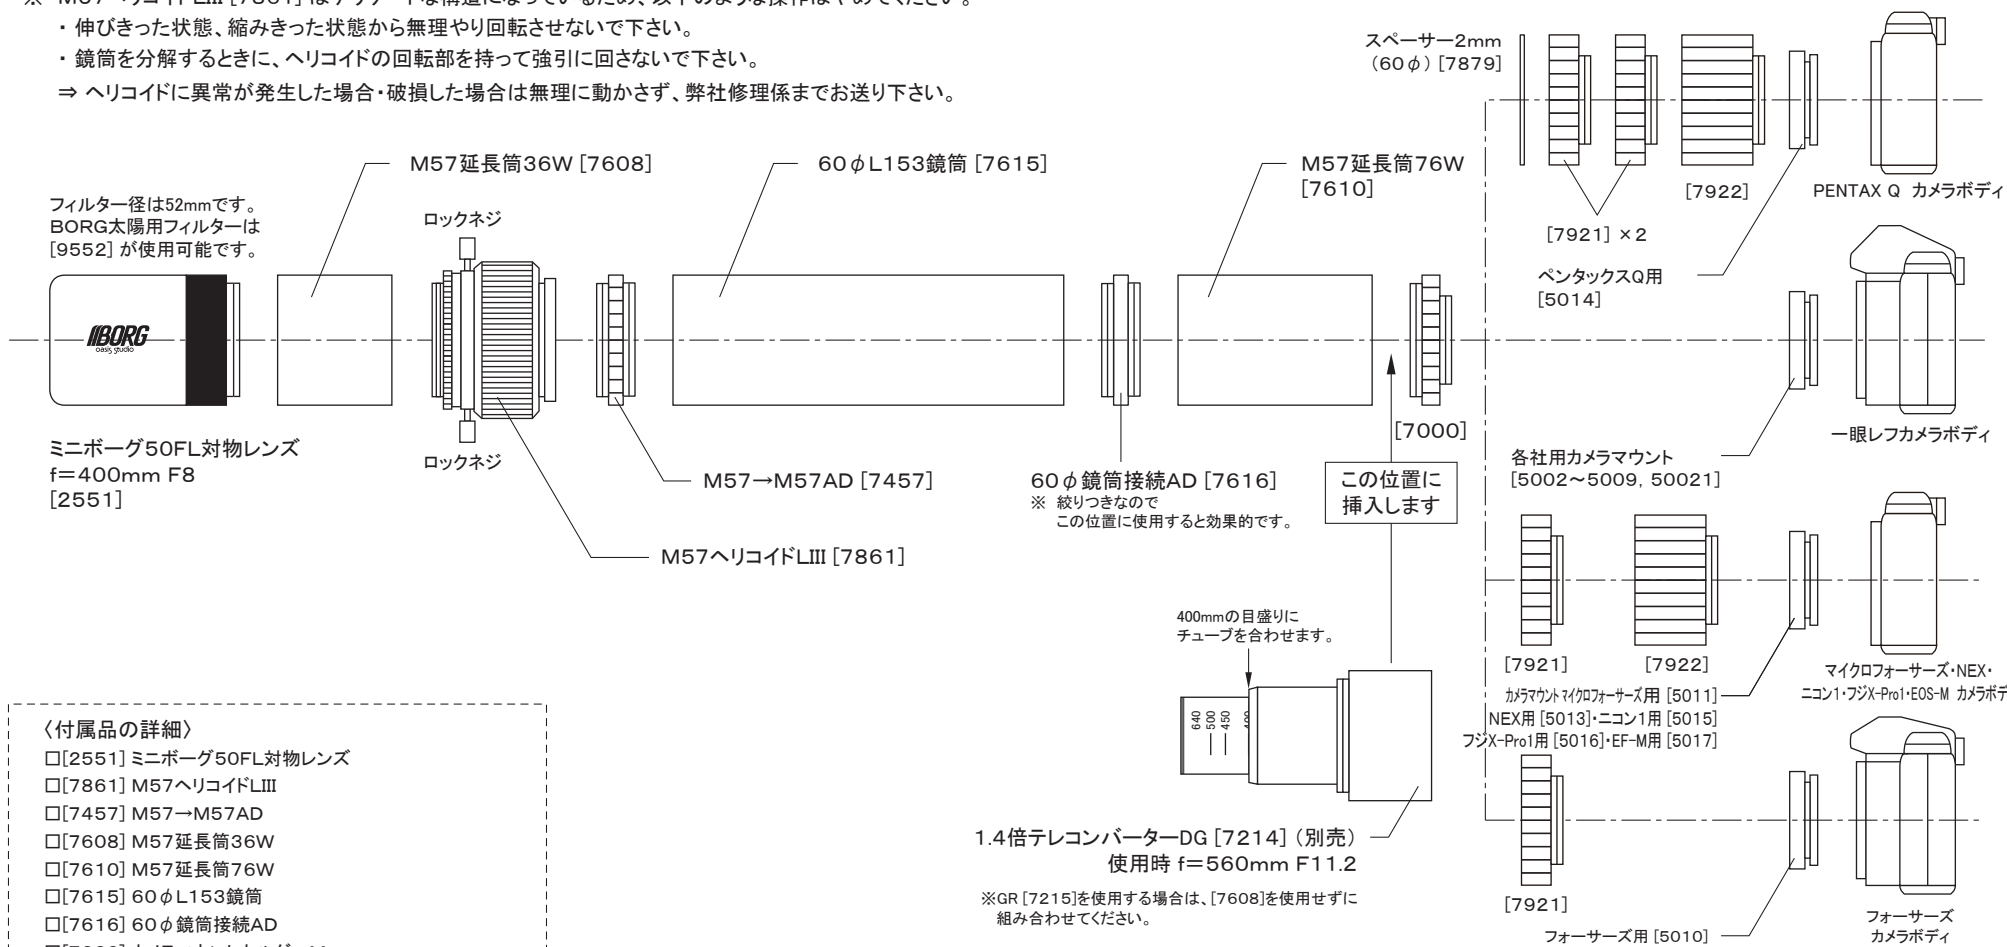 ※ M57ヘリコイドLIII [7861] はデリケートな構造になっているため、以下のような操作はやめてください。
・ 伸びきった状態、縮みきった状態から無理やり回転させないで下さい。
・ 鏡筒を分解するときに、ヘリコイドの回転部を持って強引に回さないで下さい。
⇒ ヘリコイドに異常が発生した場合・破損した場合は無理に動かさず、弊社修理係までお送り下さい。
スペーサー2mm
(60φ) [7879]
[7922]
[7921] ×2
PENTAX Q カメラボディ
ペンタックスQ用
[5014]
M57延長筒36W [7608]
60φL153鏡筒 [7615]
M57延長筒76W
[7610]
フィルター径は52mmです。
BORG太陽用フィルターは
[9552] が使用可能です。
ロックネジ
BORG
oasis studio
ミニボーグ50FL対物レンズ
f=400mm F8
[2551]
ロックネジ
M57→M57AD [7457]
M57ヘリコイドLIII [7861]
60φ鏡筒接続AD [7616]
※ 絞りつきなので
この位置に使用すると効果的です。
[7000]
この位置に
挿入します
各社用カメラマウント
[5002～5009, 50021]
一眼レフカメラボディ
400mmの目盛りに
チューブを合わせます。
640
500
450
1.4倍テレコンバーターDG [7214] (別売)
使用時 f=560mm F11.2
※GR [7215]を使用する場合は、[7608]を使用せずに
組み合わせてください。
[7921]
[7922]
カメラマウントマイクロフォーサーズ用 [5011]
NEX用 [5013]・ニコン1用 [5015]
フジX-Pro1用 [5016]・EF-M用 [5017]
マイクロフォーサーズ・NEX・
ニコン1・フジX-Pro1・EOS-M カメラボデ
[7921]
フォーサーズ用 [5010]
フォーサーズ
カメラボディ
〈付属品の詳細〉
□[2551] ミニボーグ50FL対物レンズ
□[7861] M57ヘリコイドLIII
□[7457] M57→M57AD
□[7608] M57延長筒36W
□[7610] M57延長筒76W
□[7615] 60φL153鏡筒
□[7616] 60φ鏡筒接続AD